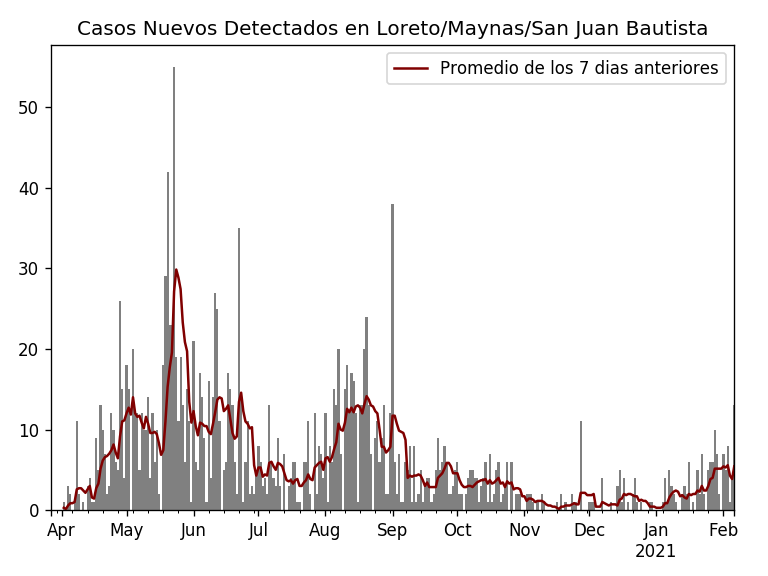 Casos Nuevos Detectados en Loreto/Maynas/San Juan Bautista
Promedio de los 7 dias anteriores
50
40
30
20
10
0
Apr May Jun Jul Aug Sep Oct Nov Dec Jan Feb
2021